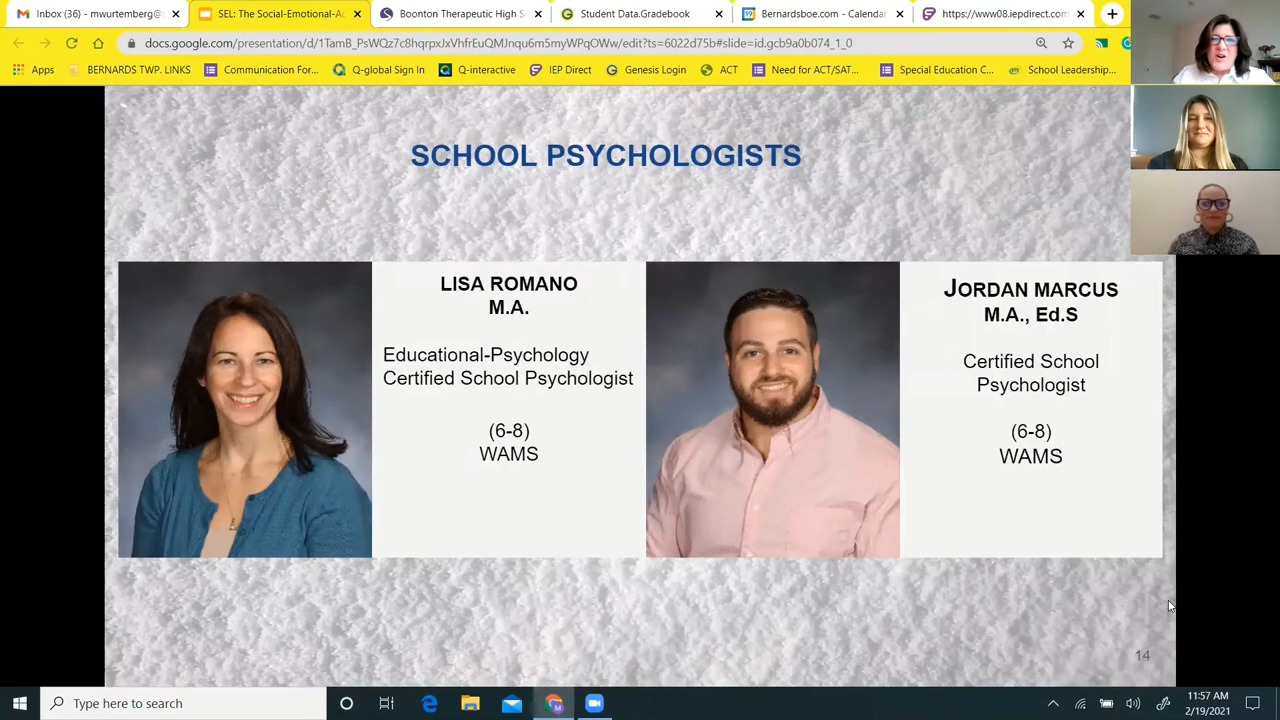 Inbox (36) - mwurtemberg@
SEL: The Social-Emotional-Ac
Boonton Therapeutic High S
Student Data.Gradebook
Bernardsboe.com - Calendar
https://www08.iepdirect.com
docs.google.com/presentation/d/1TamB_PsWQz7c8hqrpxJxVhfrEuQMJnqu6m5myWPqOWw/edit?ts=6022d75b#slide=id.gcb9a0b074_1_0
Apps
BERNARDS TWP. LINKS
Communication For...
Q-global Sign In
Q-interactive
IEP Direct
Genesis Login
ACT
Need for ACT/SAT...
Special Education C...
School Leadership...
SCHOOL PSYCHOLOGISTS
LISA ROMANO
M.A.
Educational-Psychology
Certified School Psychologist
(6-8)
WAMS
JORDAN MARCUS
M.A., Ed.S
Certified School
Psychologist
(6-8)
WAMS
14
Type here to search
11:57 AM
2/19/2021